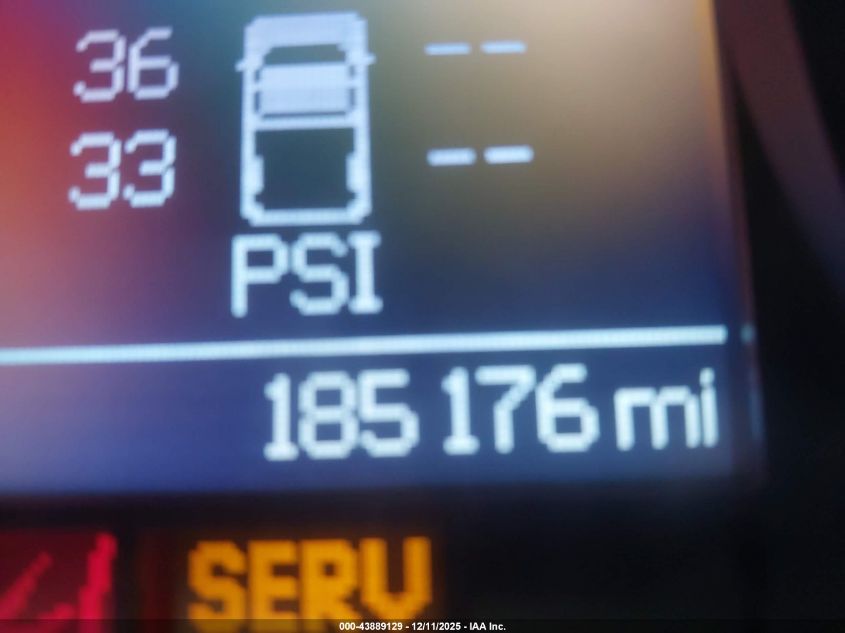 36 -- --
33 -- --
PSI
185 176 mi
SERV
000-43889129 - 12/11/2025 - IAA Inc.